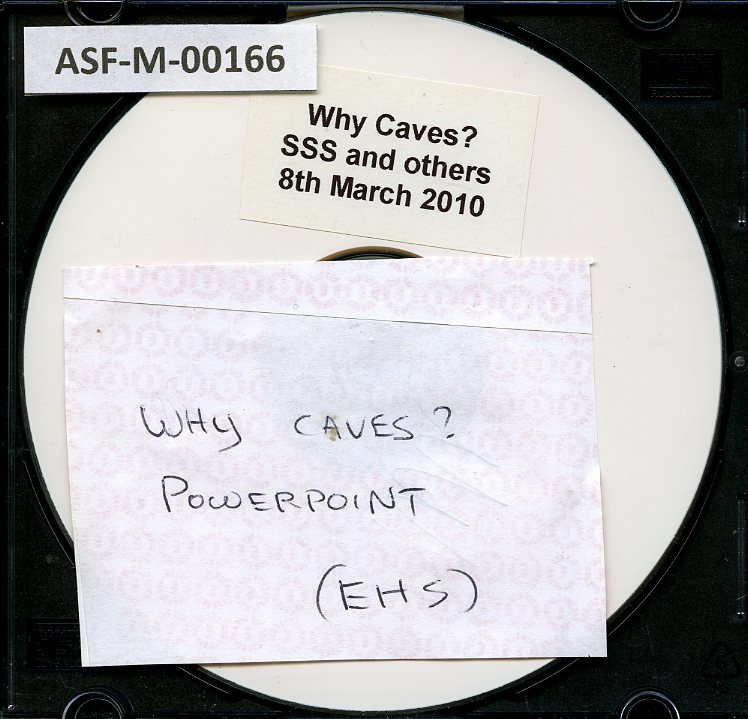 ASF-M-00166
Why Caves?
SSS and others
8th March 2010
WHY CAVES?
POWERPOINT
(EHS)